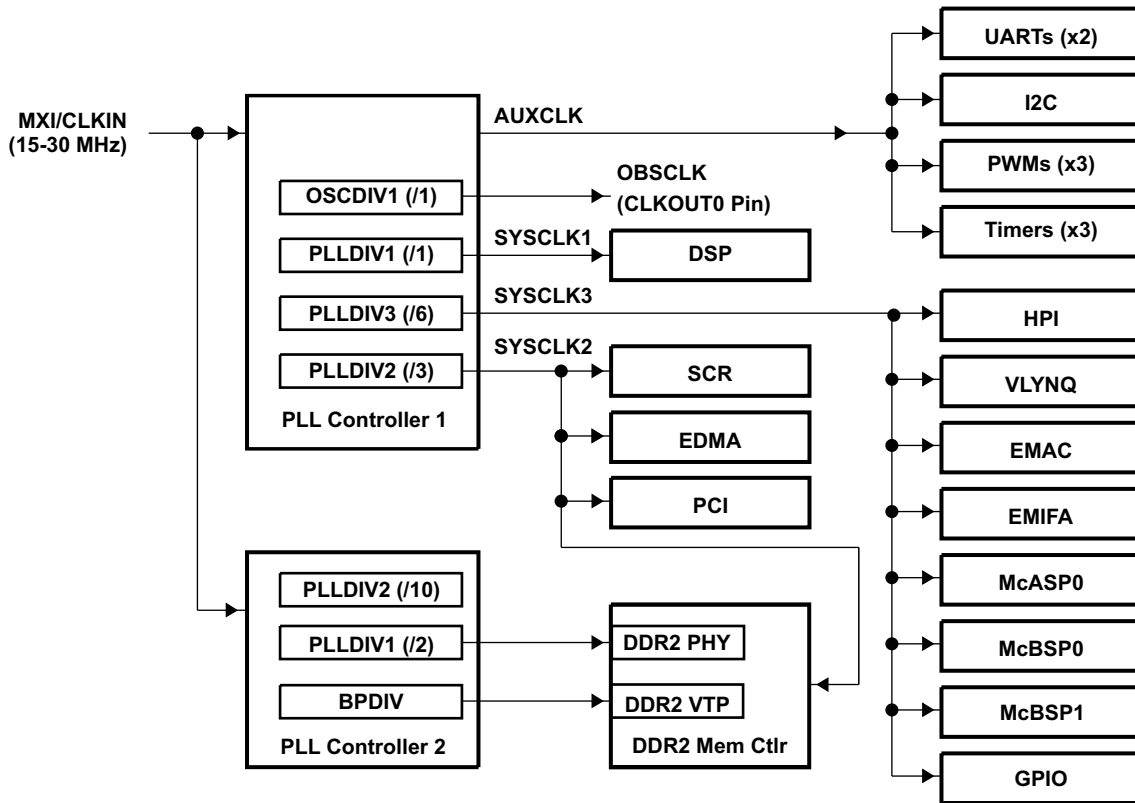 MXI/CLKIN
(15-30 MHz)
OSCDIV1 (/1)
PLLDIV1 (/1)
PLLDIV3 (/6)
PLLDIV2 (/3)
PLL Controller 1
AUXCLK
OBSCLK
(CLKOUT0 Pin)
SYSCLK1
DSP
SYSCLK3
SYSCLK2
SCR
EDMA
PCI
UARTs (x2)
I2C
PWMs (x3)
Timers (x3)
HPI
VLYNQ
EMAC
EMIFA
McASP0
McBSP0
McBSP1
GPIO
PLLDIV2 (/10)
PLLDIV1 (/2)
BPDIV
PLL Controller 2
DDR2 PHY
DDR2 VTP
DDR2 Mem Ctlr